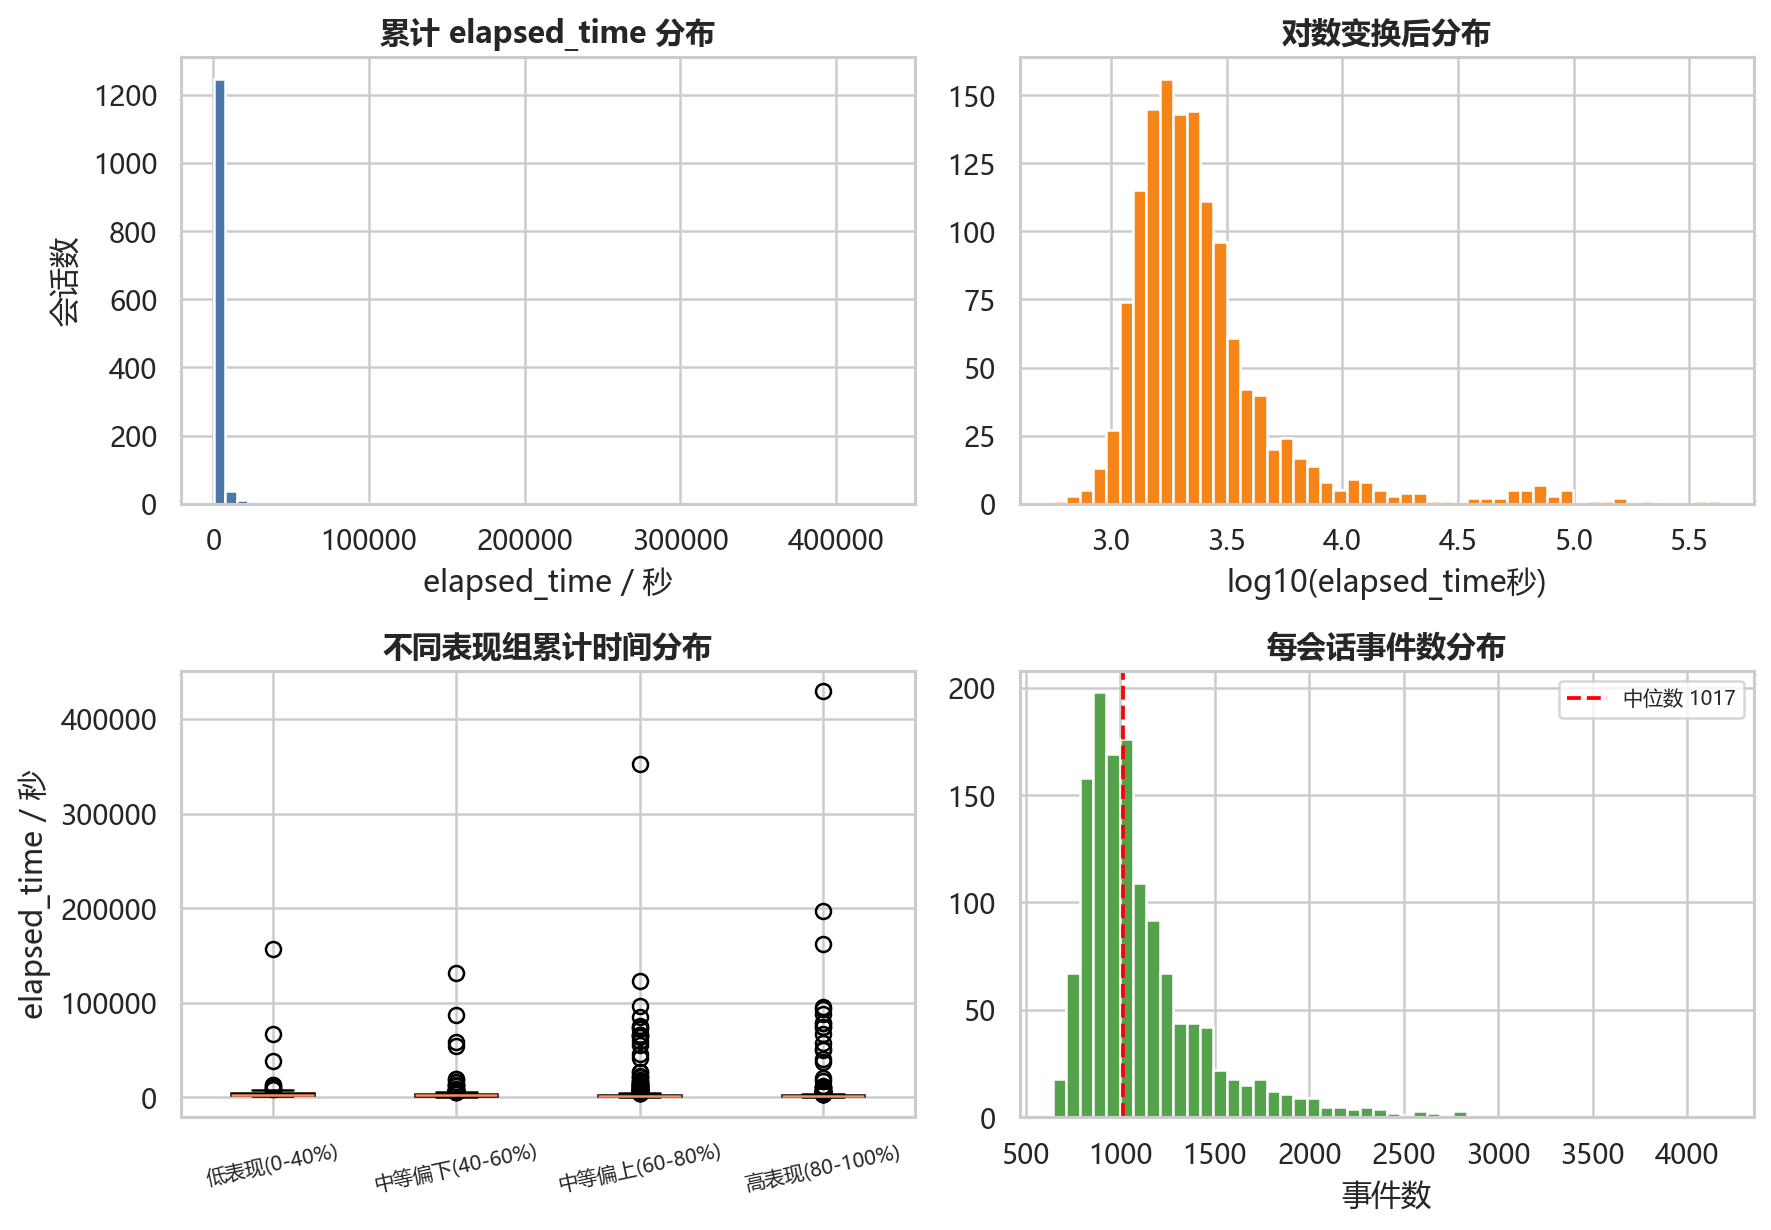 累计 elapsed_time 分布
会话数
1200
1000
800
600
400
200
0
0 100000 200000 300000 400000
elapsed_time / 秒
对数变换后分布
150
125
100
75
50
25
0
3.0 3.5 4.0 4.5 5.0 5.5
log10(elapsed_time秒)
不同表现组累计时间分布
elapsed_time / 秒
400000
300000
200000
100000
0
低表现(0-40%) 中等偏下(40-60%) 中等偏上(60-80%) 高表现(80-100%)
每会话事件数分布
中位数 1017
200
150
100
50
0
500 1000 1500 2000 2500 3000 3500 4000
事件数